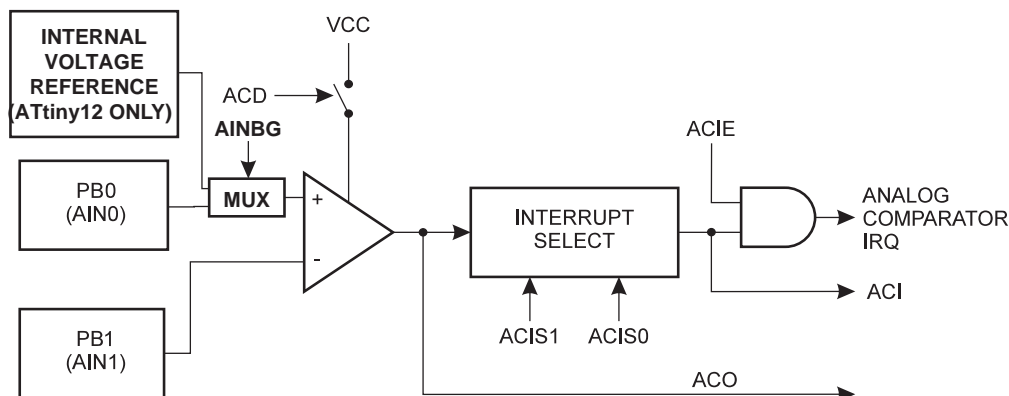 INTERNAL
VOLTAGE
REFERENCE
(ATtiny12 ONLY)
VCC
ACD
AINBG
MUX
PB0
(AIN0)
+
-
PB1
(AIN1)
INTERRUPT
SELECT
ACIS1
ACIS0
ACIE
ANALOG
COMPARATOR
IRQ
ACI
ACO